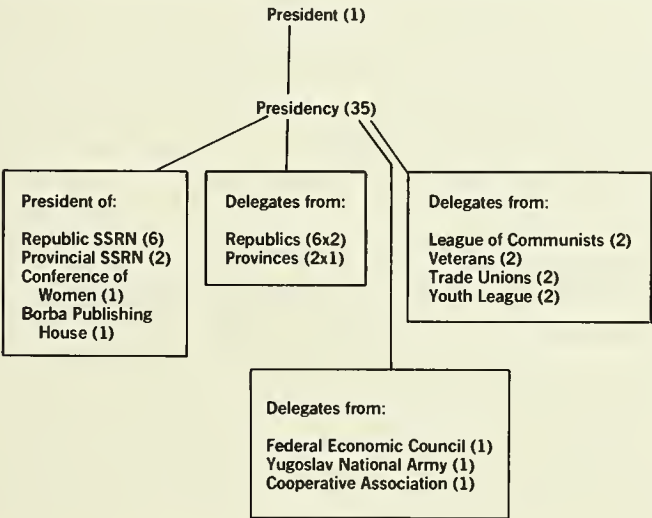 President (1)
Presidency (35)
President of:
Republic SSRN (6)
Provincial SSRN (2)
Conference of
Women (1)
Borba Publishing
House (1)
Delegates from:
Republics (6x2)
Provinces (2x1)
Delegates from:
League of Communists (2)
Veterans (2)
Trade Unions (2)
Youth League (2)
Delegates from:
Federal Economic Council (1)
Yugoslav National Army (1)
Cooperative Association (1)